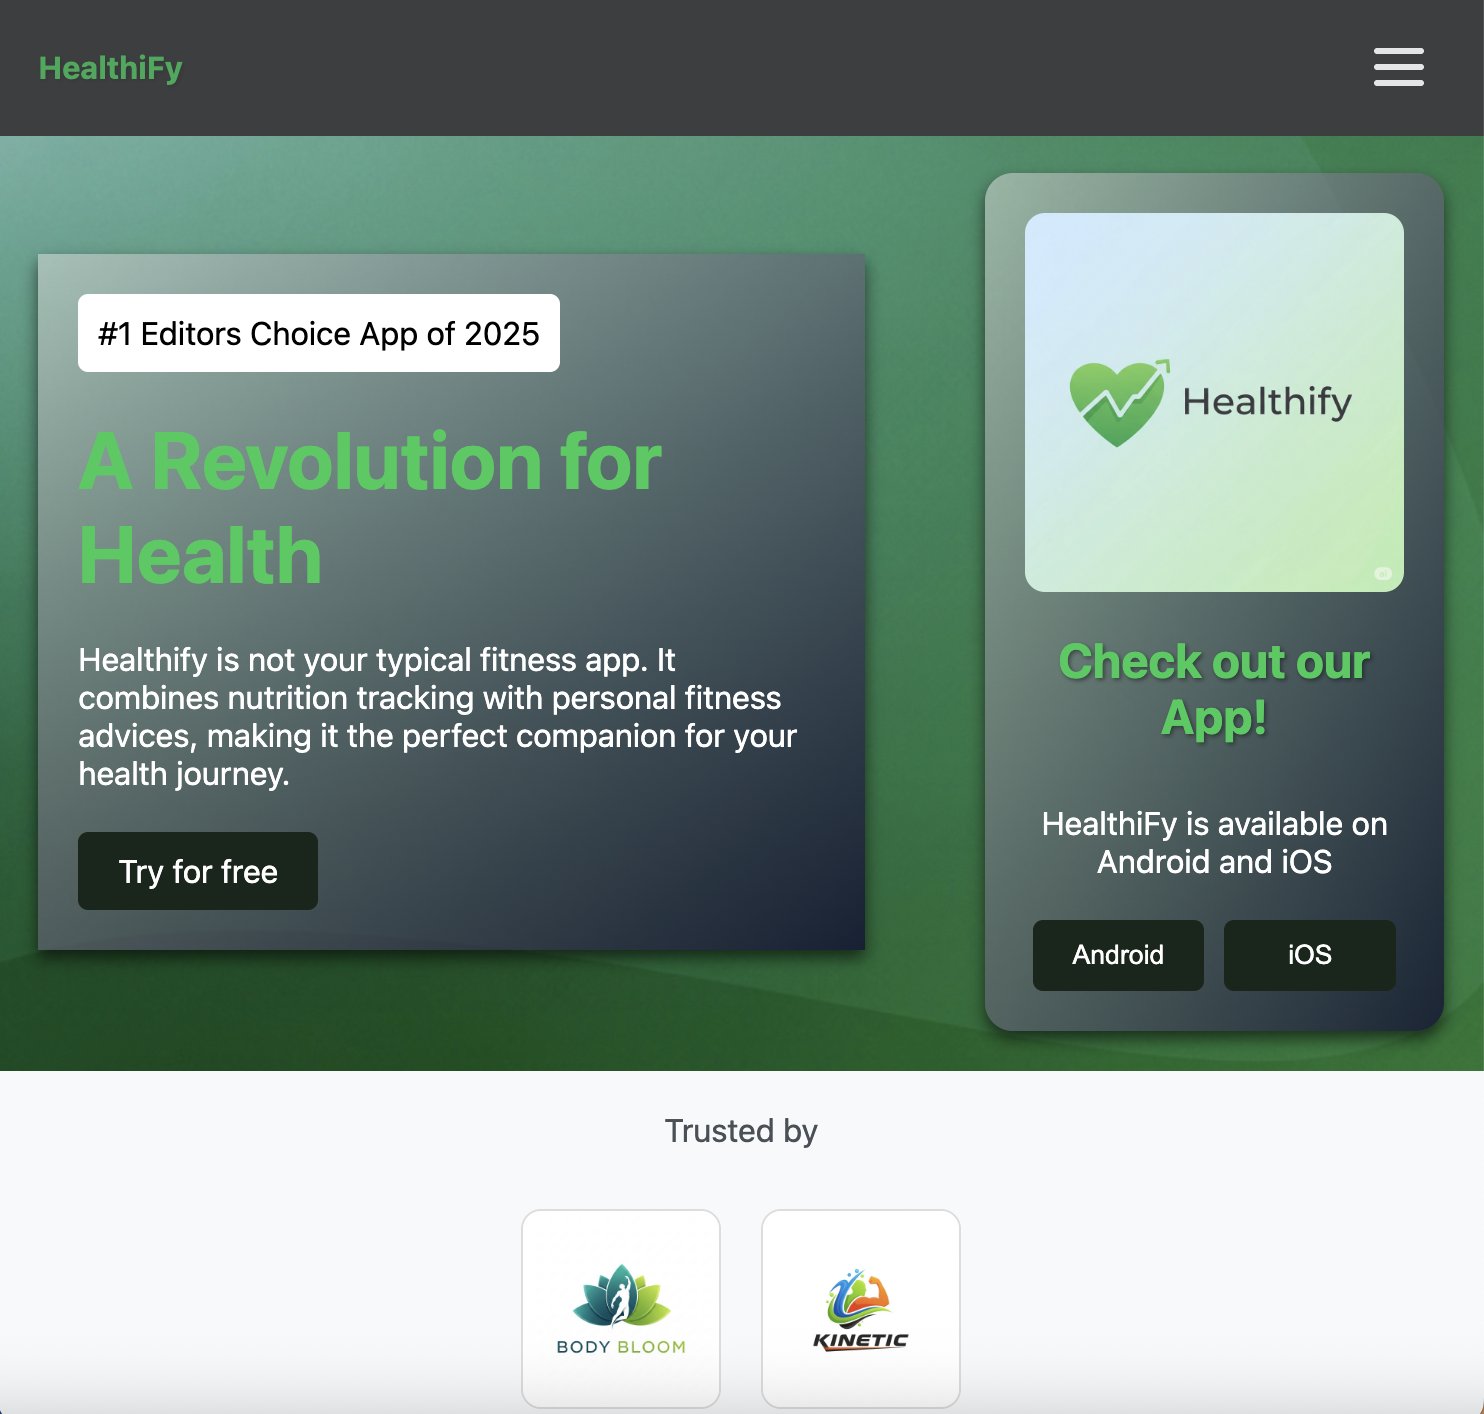 HealthiFy
#1 Editors Choice App of 2025
A Revolution for
Health
Healthify is not your typical fitness app. It
combines nutrition tracking with personal fitness
advices, making it the perfect companion for your
health journey.
Try for free
Healthify
Check out our
App!
HealthiFy is available on
Android and iOS
Android
iOS
Trusted by
BODY BLOOM
KINETIC